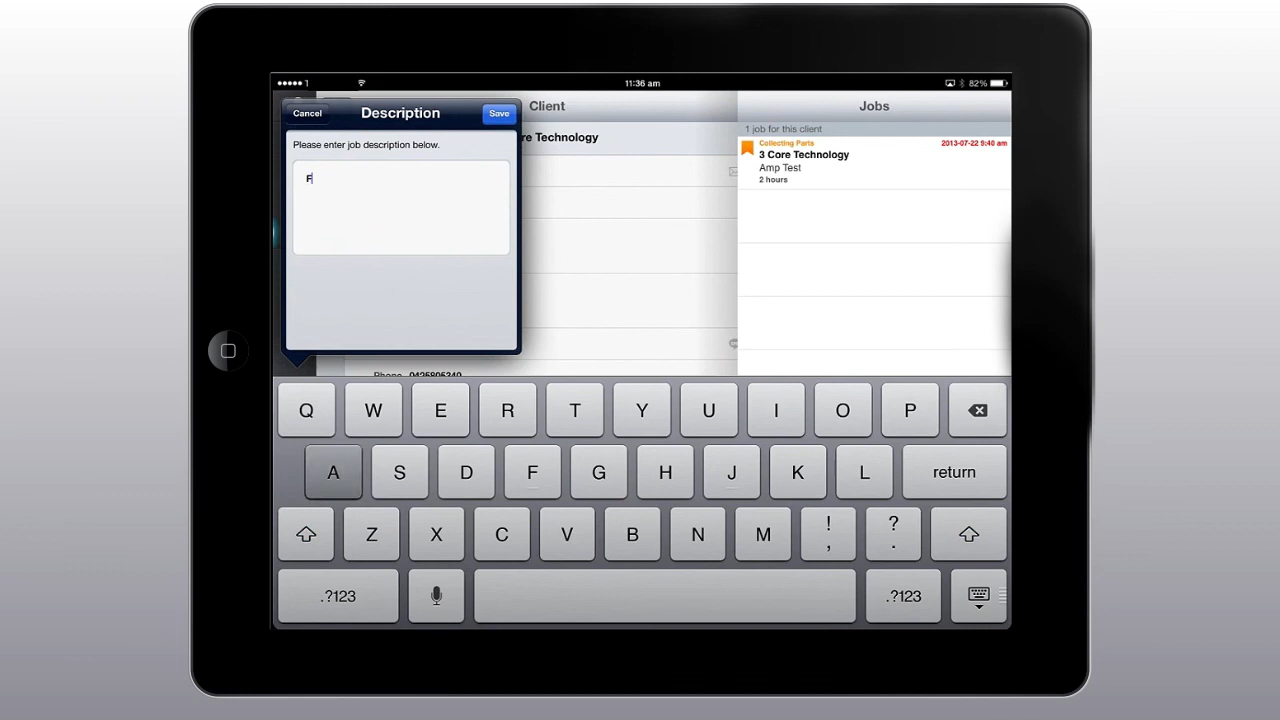 11:36 am
82%
Cancel
Description
Save
Please enter job description below.
F
Client
re Technology
Phone 0425805340
Jobs
1 job for this client
Collecting Parts
2013-07-22 9:40 am
3 Core Technology
Amp Test
2 hours
Q W E R T Y U I O P
A S D F G H J K L return
Z X C V B N M ! , ? .
.?123 .?123